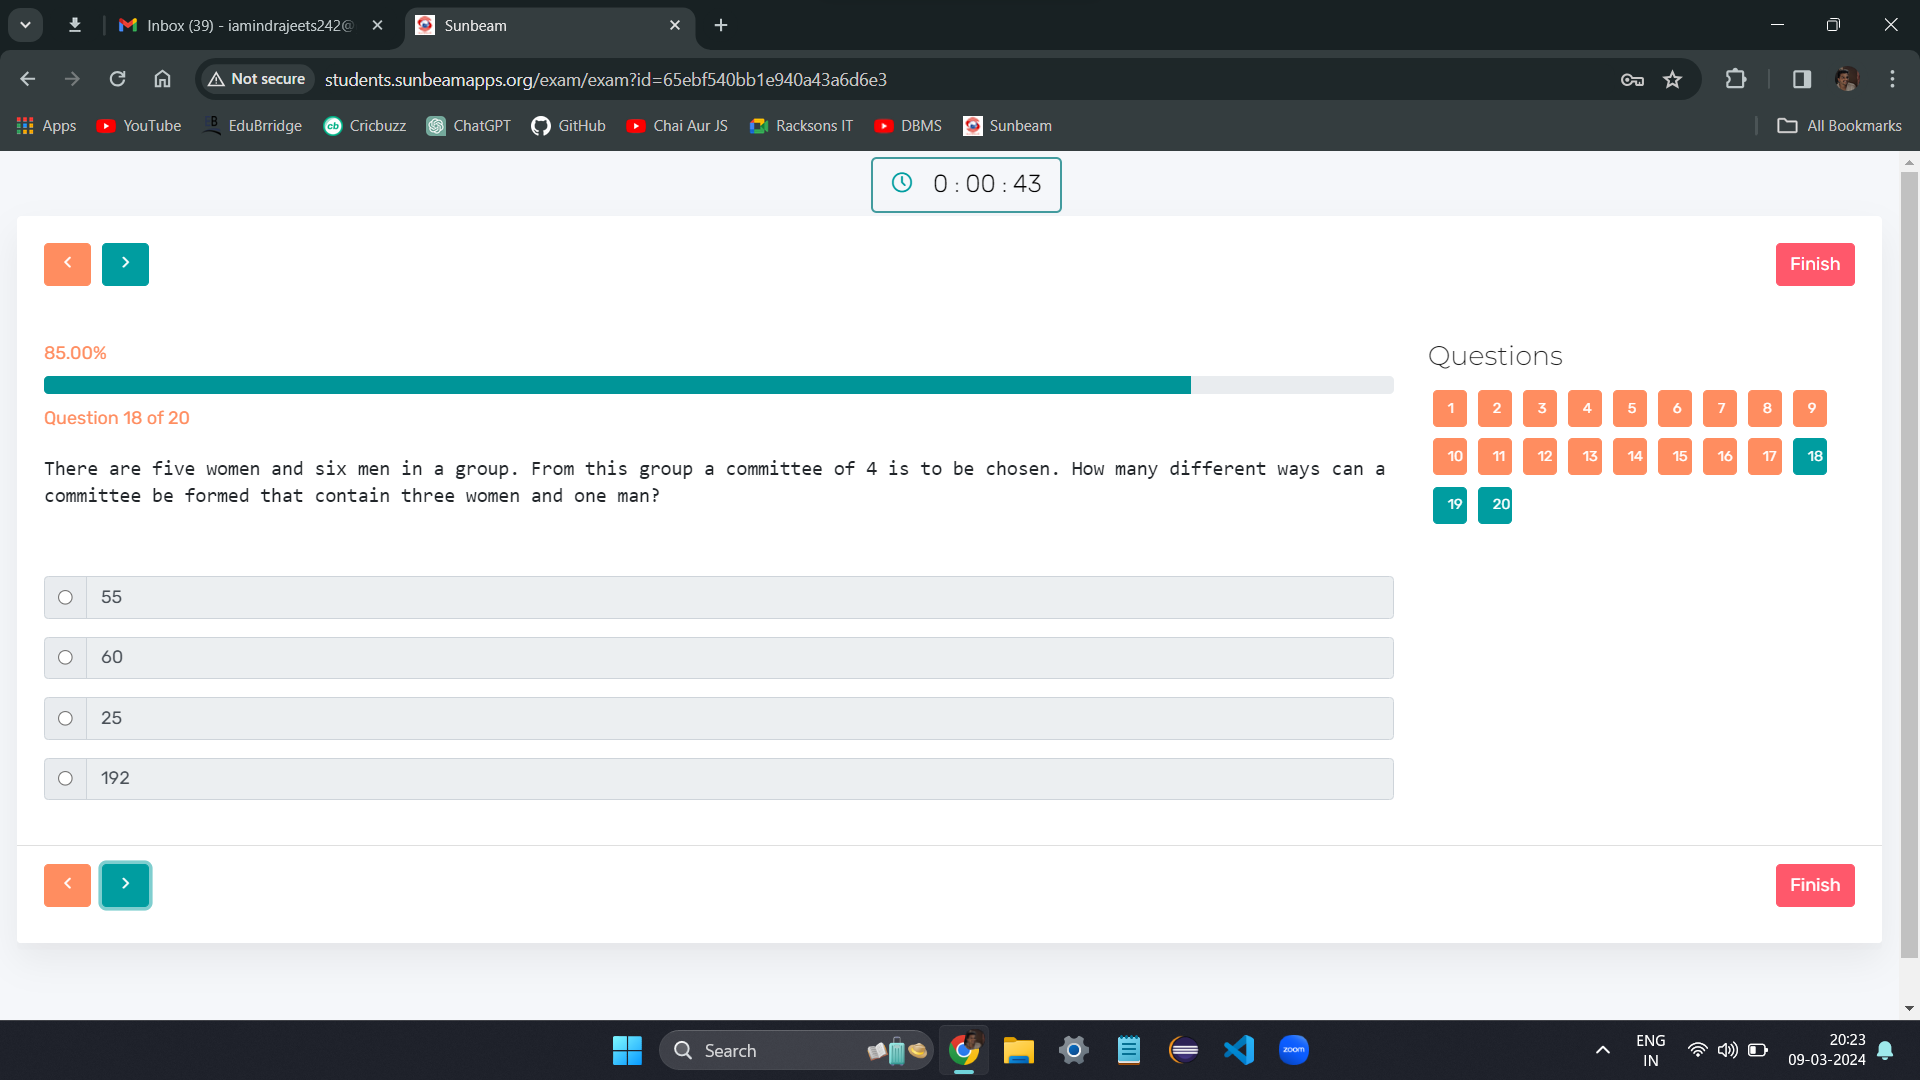 Inbox (39) - iamindrajeets242@
Sunbeam
Not secure
students.sunbeamapps.org/exam/exam?id=65ebf540bb1e940a43a6d6e3
Apps
YouTube
EduBrridge
Cricbuzz
ChatGPT
GitHub
Chai Aur JS
Racksons IT
DBMS
Sunbeam
All Bookmarks
0 : 00 : 43
Finish
85.00%
Question 18 of 20
There are five women and six men in a group. From this group a committee of 4 is to be chosen. How many different ways can a
committee be formed that contain three women and one man?
55
60
25
192
Questions
1 2 3 4 5 6 7 8 9
10 11 12 13 14 15 16 17 18
19 20
Finish
Search
zoom
ENG
IN
20:23
09-03-2024